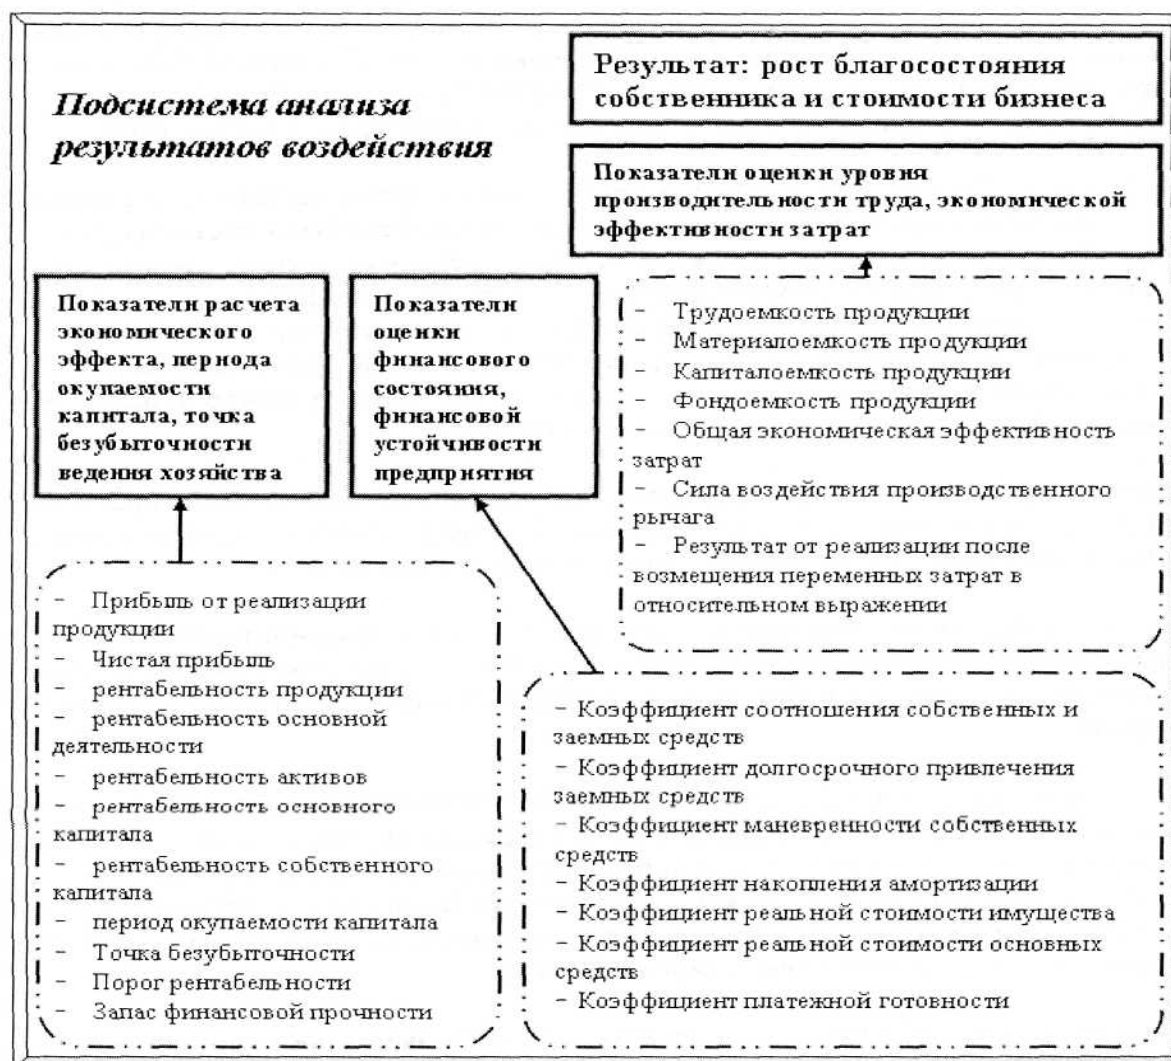 Подсистема анализа
результатов воздействия
Результат: рост благосостояния
собственника и стоимости бизнеса
Показатели оценки уровня
производительности труда, экономической
эффективности затрат
Показатели расчета
экономического
эффекта, периода
окупаемости
капитала, точка
безубыточности
ведения хозяйства
Показатели
оценки
финансового
состояния,
финансовой
устойчивости
предприятия
- Трудоемкость продукции
- Материалоемкость продукции
- Капиталоемкость продукции
- Фондоемкость продукции
- Общая экономическая эффективность
затрат
- Сила воздействия производственного
рычага
- Результат от реализации после
возмещения переменных затрат в
относительном выражении
- Прибыль от реализации
продукции
- Чистая прибыль
- рентабельность продукции
- рентабельность основной
деятельности
- рентабельность активов
- рентабельность основного
капитала
- рентабельность собственного
капитала
- период окупаемости капитала
- Точка безубыточности
- Порог рентабельности
- Запас финансовой прочности
- Коэффициент соотношения собственных и
заемных средств
- Коэффициент долгосрочного привлечения
заемных средств
- Коэффициент маневренности собственных
средств
- Коэффициент накопления амортизации
- Коэффициент реальной стоимости имущества
- Коэффициент реальной стоимости основных
средств
- Коэффициент платежной готовности